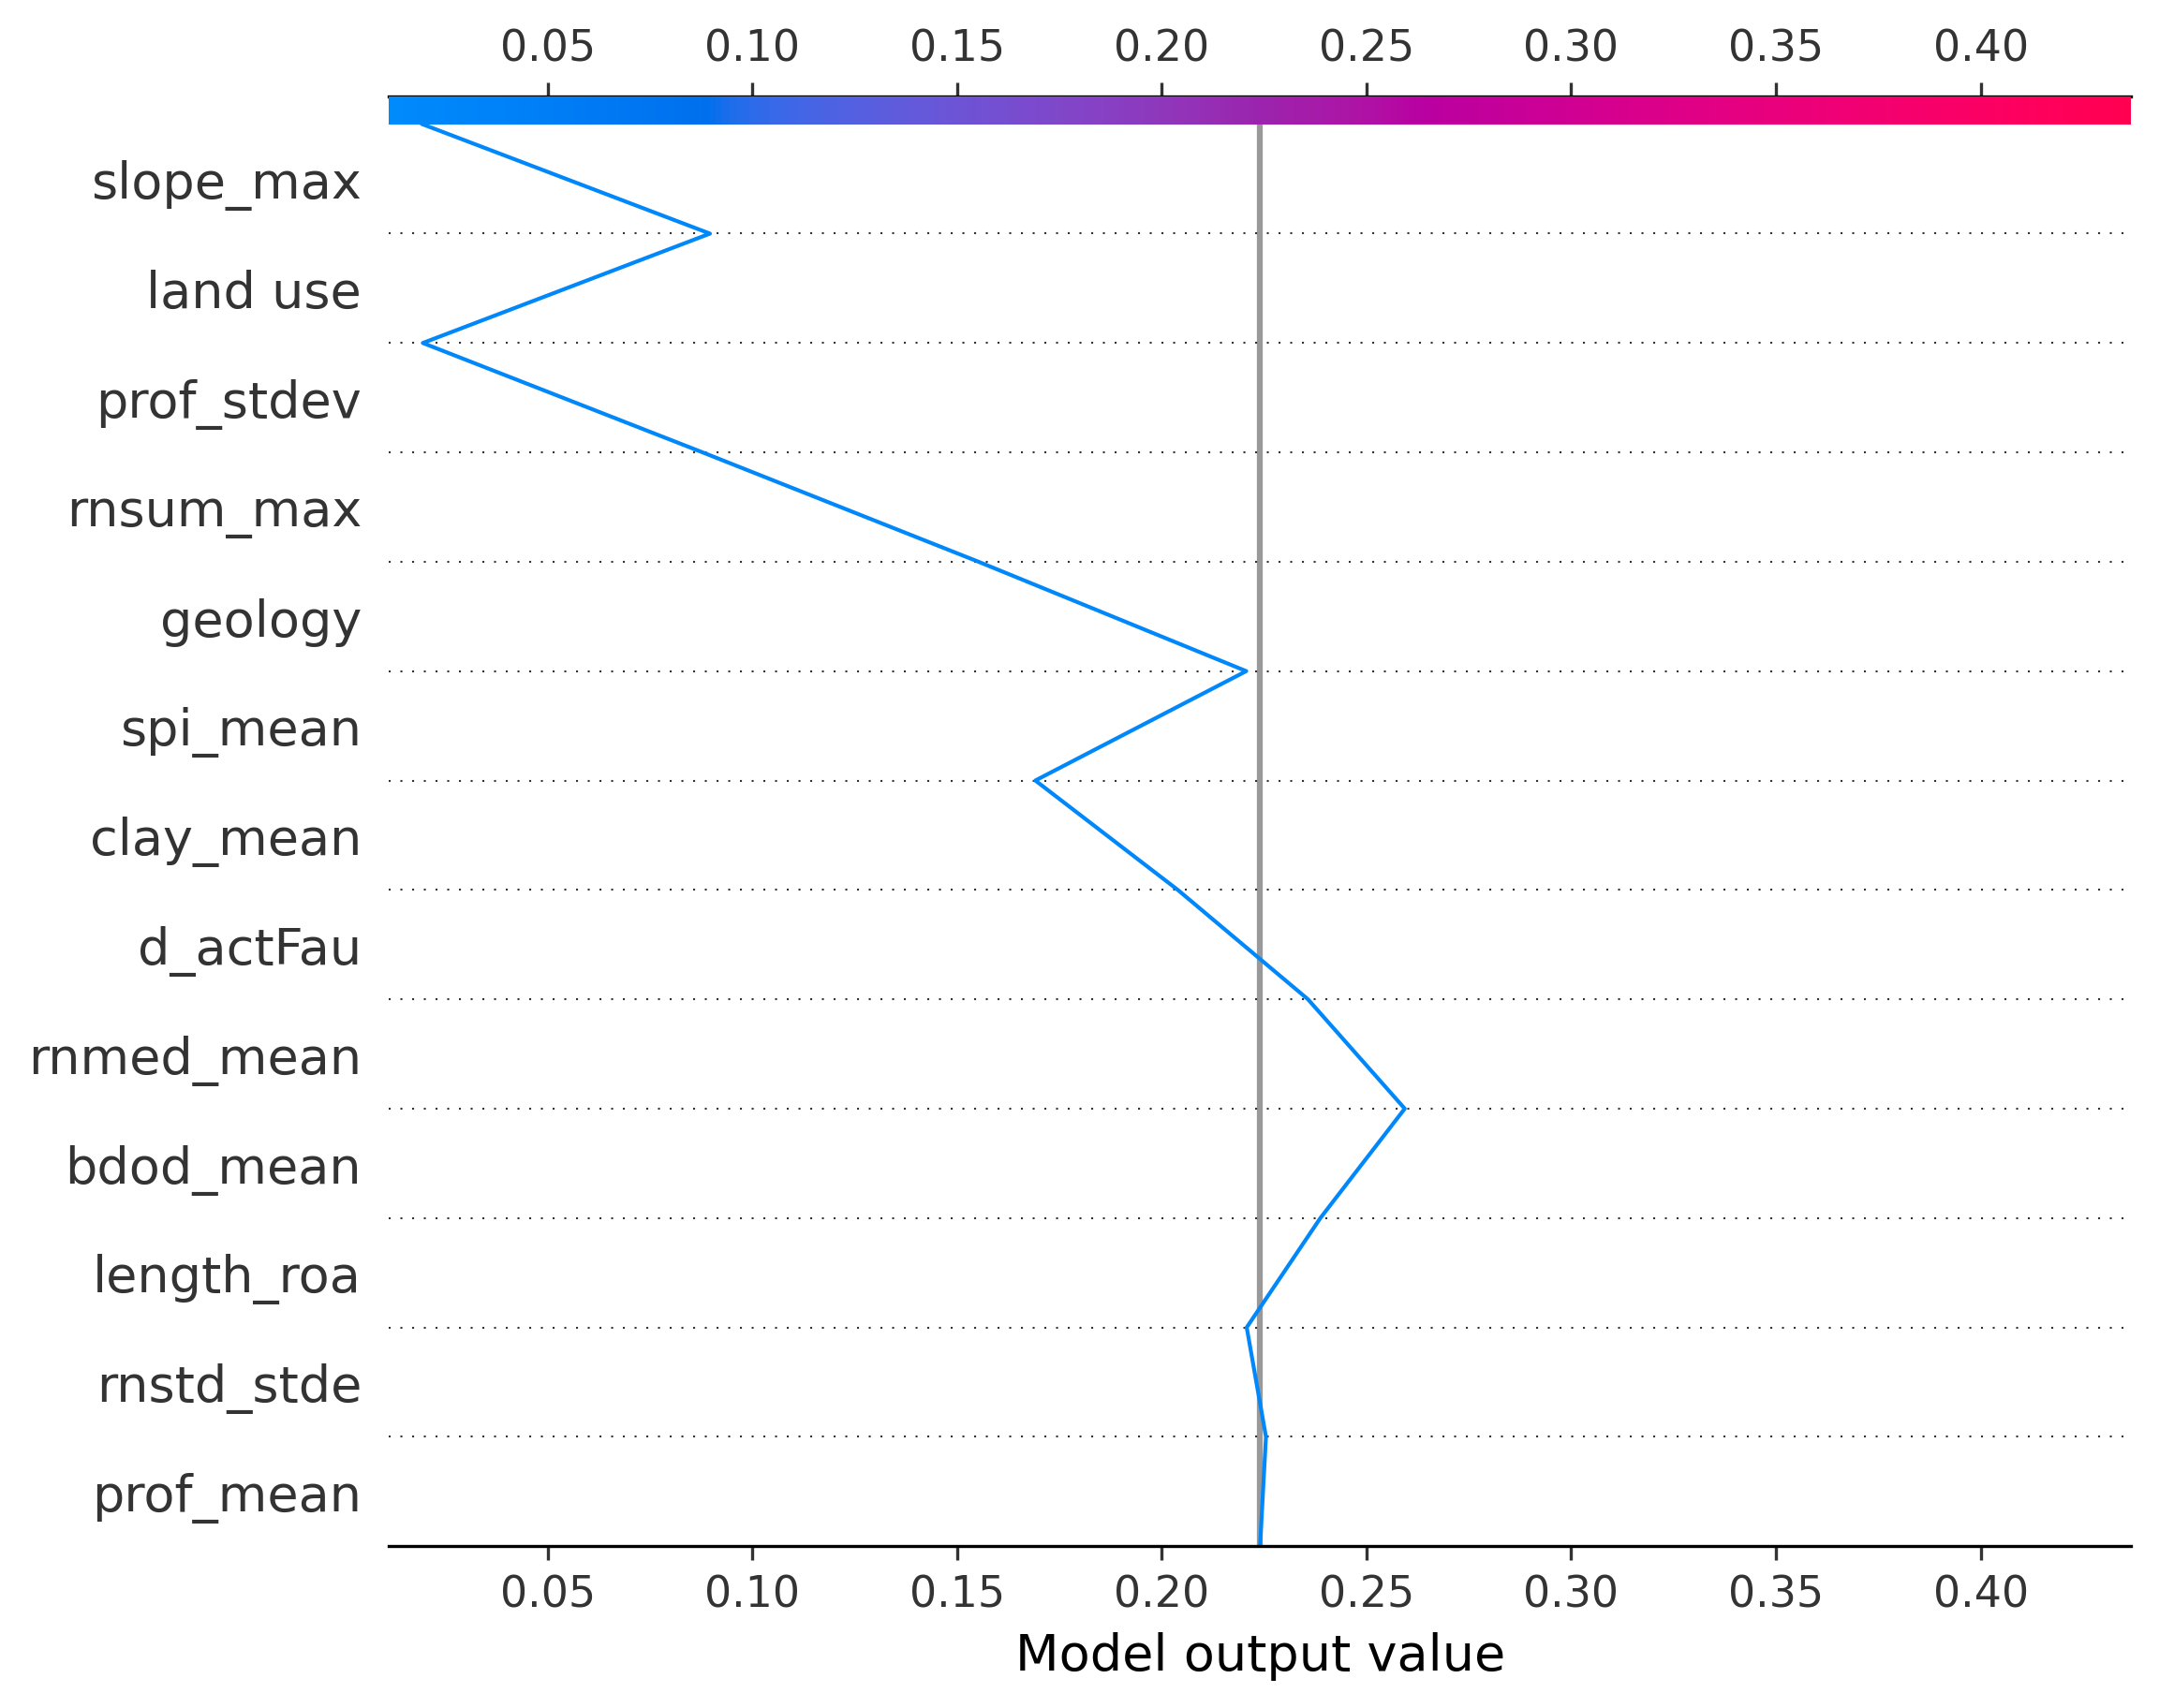 0.05 0.10 0.15 0.20 0.25 0.30 0.35 0.40
slope_max
land use
prof_stdev
rnsum_max
geology
spi_mean
clay_mean
d_actFau
rnmed_mean
bdod_mean
length_roa
rnstd_stde
prof_mean
0.05 0.10 0.15 0.20 0.25 0.30 0.35 0.40
Model output value